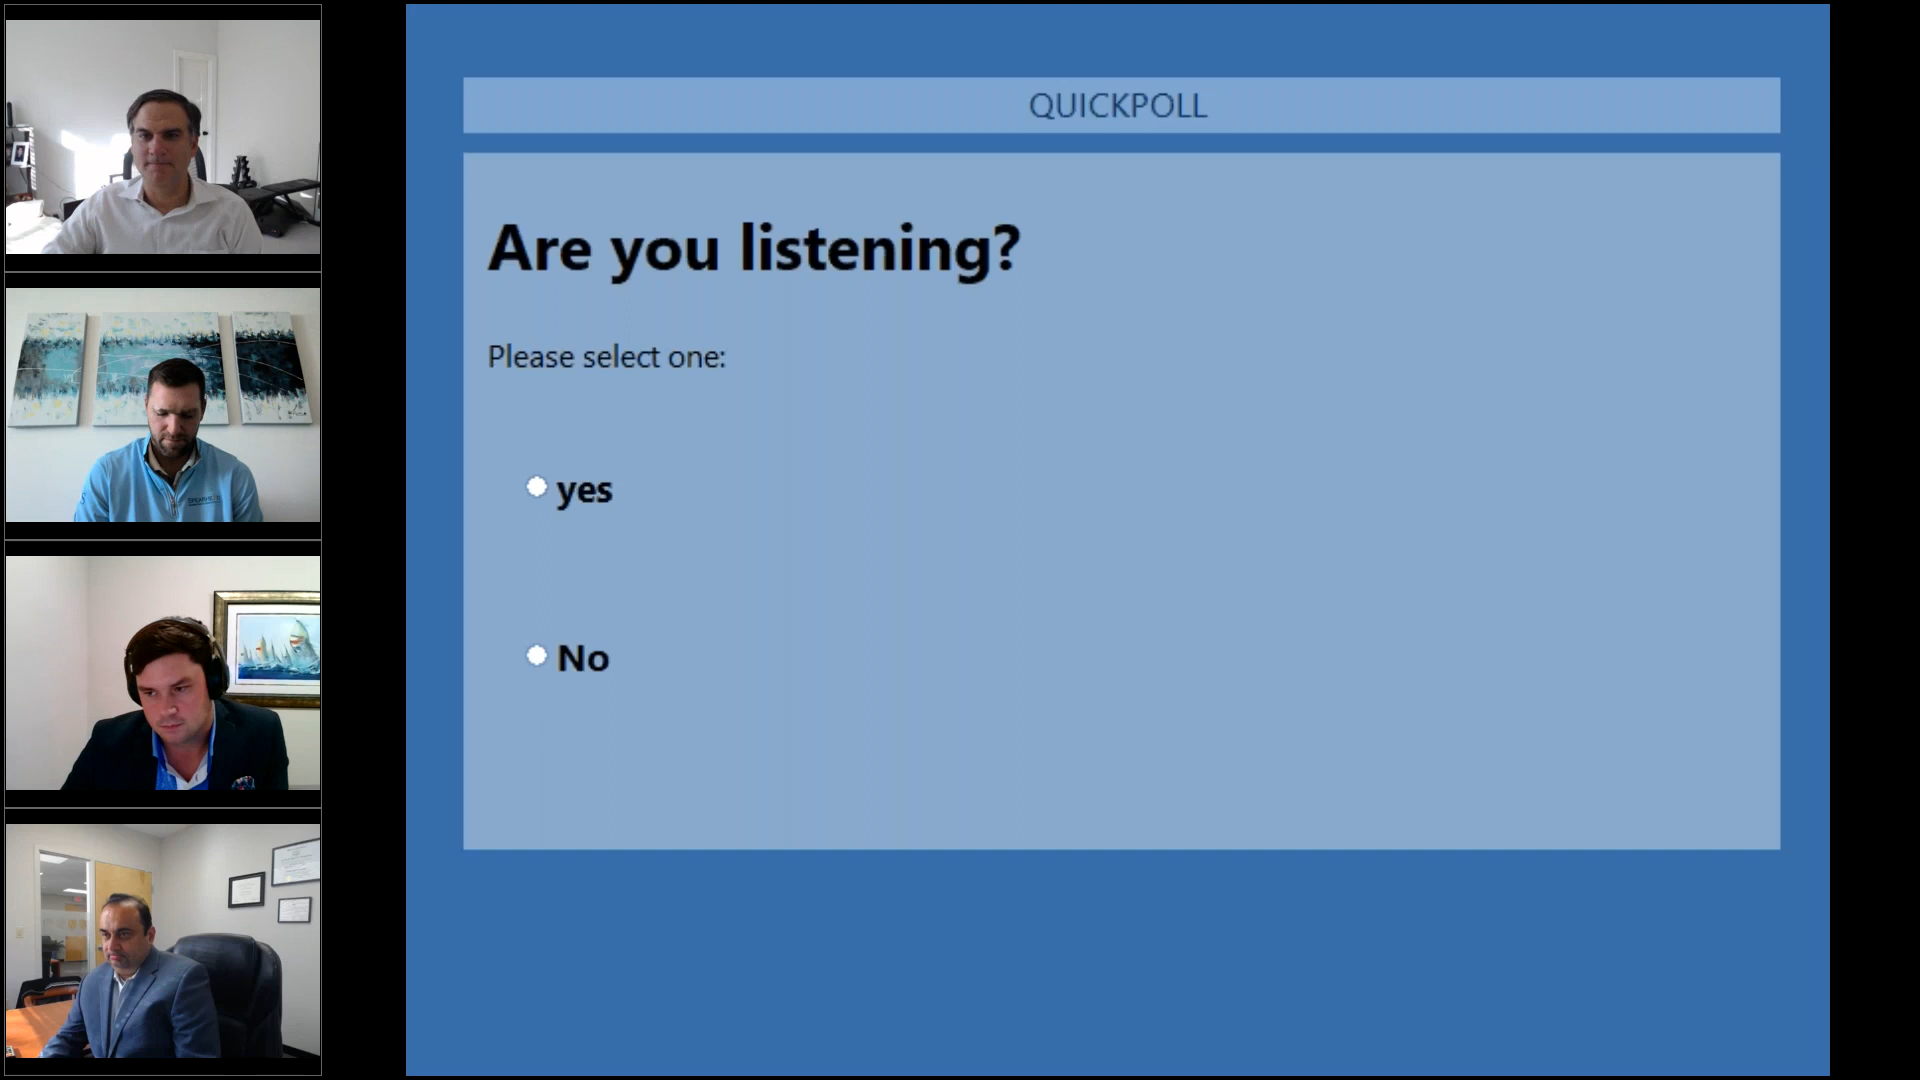 QUICKPOLL
Are you listening?
Please select one:
yes
No